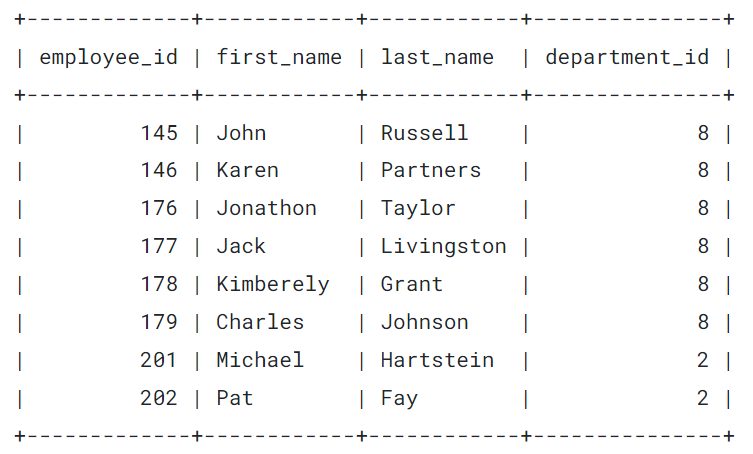 +-------------+------------+------------+---------------+
| employee_id | first_name | last_name  | department_id |
+-------------+------------+------------+---------------+
|         145 | John       | Russell    |             8 |
|         146 | Karen      | Partners   |             8 |
|         176 | Jonathon   | Taylor     |             8 |
|         177 | Jack       | Livingston |             8 |
|         178 | Kimberely  | Grant      |             8 |
|         179 | Charles    | Johnson    |             8 |
|         201 | Michael    | Hartstein  |             2 |
|         202 | Pat        | Fay        |             2 |
+-------------+------------+------------+---------------+